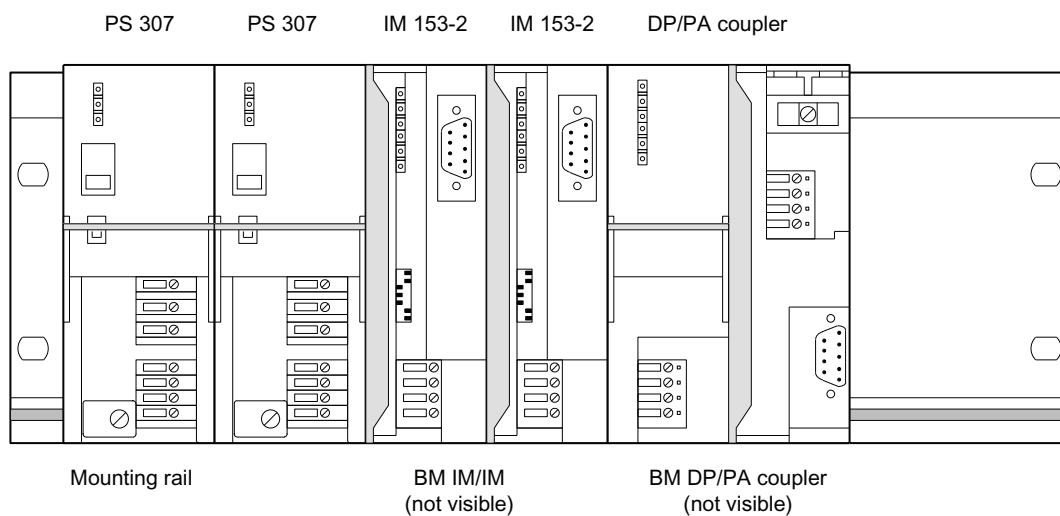 PS 307 PS 307 IM 153-2 IM 153-2 DP/PA coupler
Mounting rail BM IM/IM BM DP/PA coupler
(not visible) (not visible)